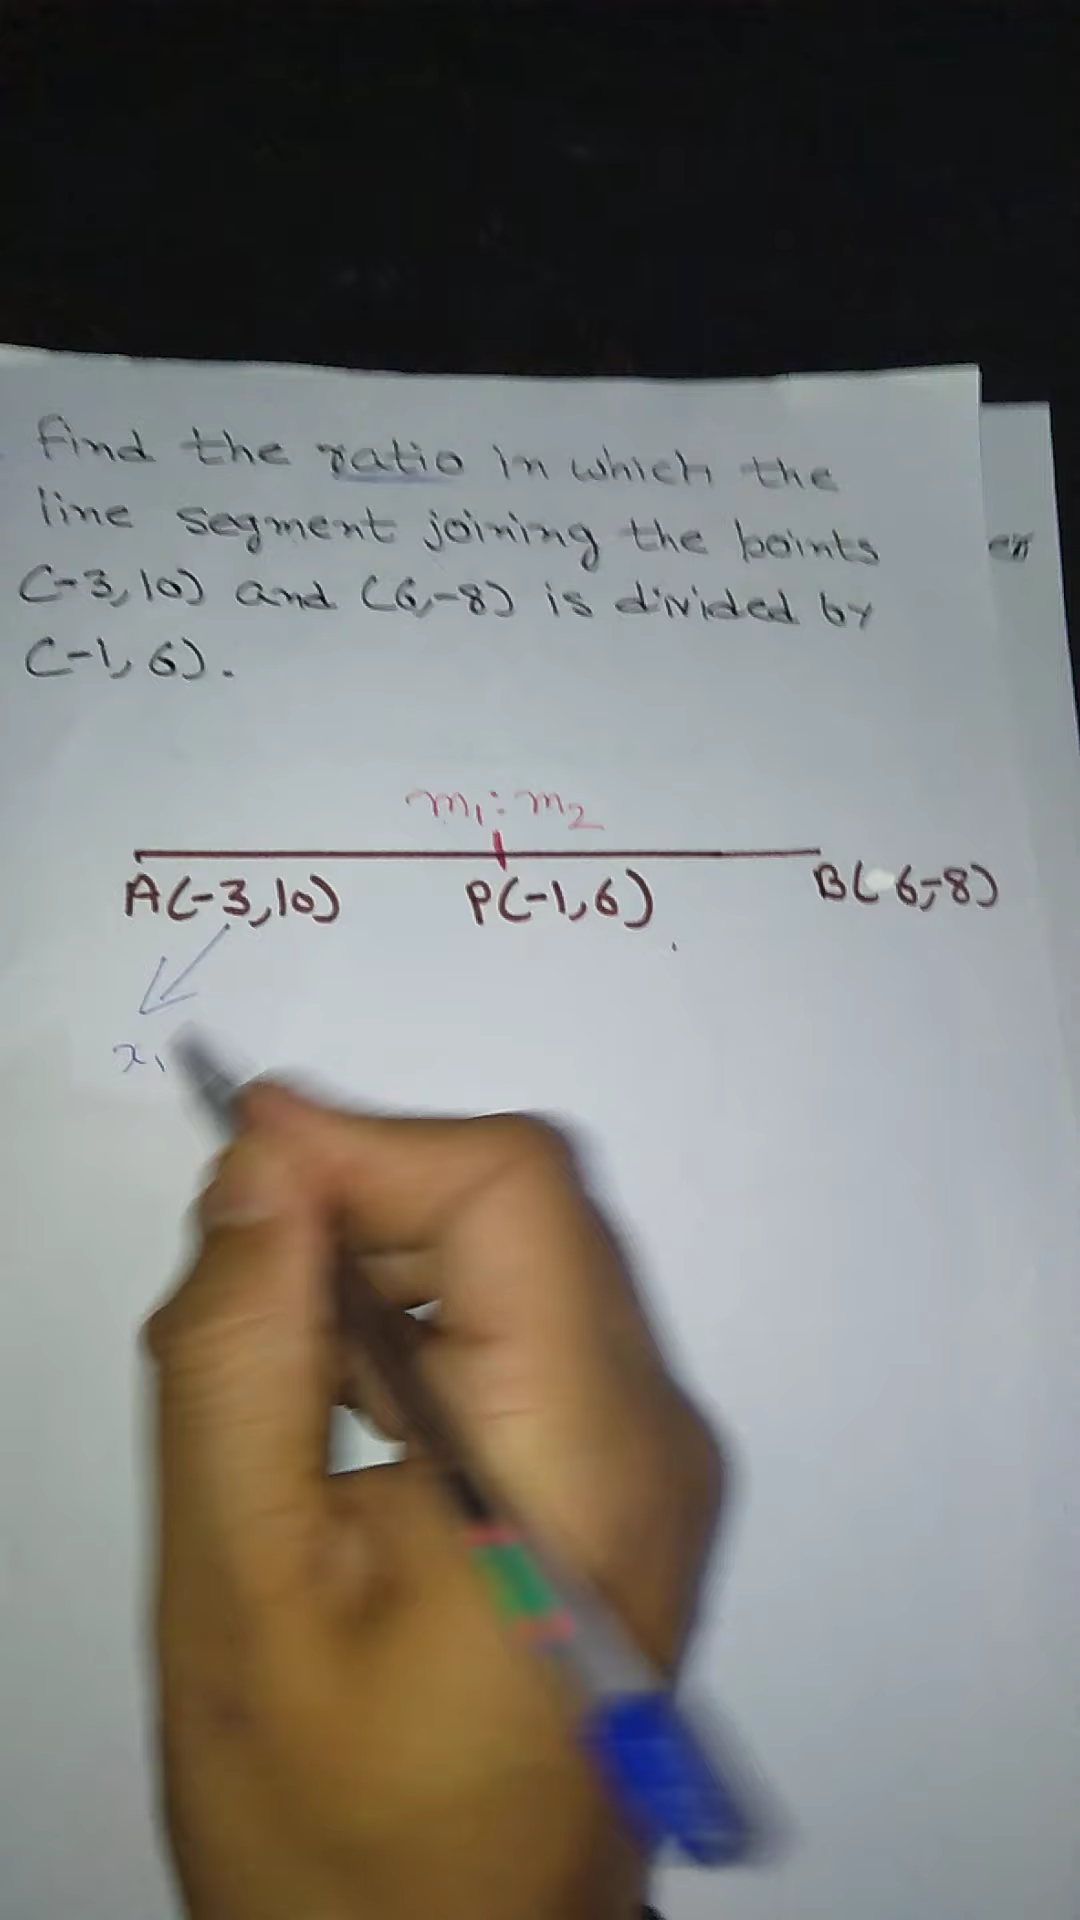 Find the ratio in which the
line segment joining the points
(-3,10) and (6,-8) is divided by
(-1,6).
m₁:m₂
A(-3,10) P(-1,6) B(6,-8)
x₁